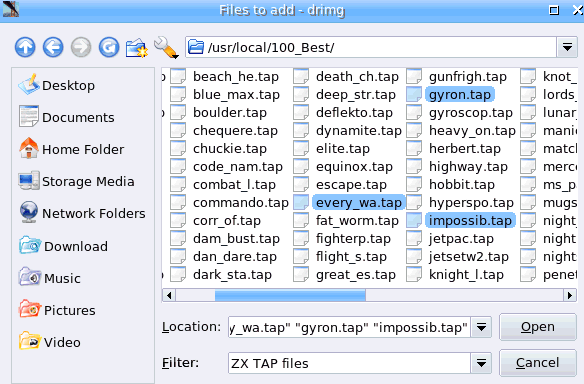 Files to add - drimg
/usr/local/100_Best/
Desktop
Documents
Home Folder
Storage Media
Network Folders
Download
Music
Pictures
Video
beach_he.tap
blue_max.tap
boulder.tap
chequere.tap
chuckie.tap
code_nam.tap
combat_l.tap
commando.tap
corr_of.tap
dam_bust.tap
dan_dare.tap
dark_sta.tap
death_ch.tap
deep_str.tap
deflekto.tap
dynamite.tap
elite.tap
equinox.tap
escape.tap
every_wa.tap
fat_worm.tap
fighterp.tap
flight_s.tap
great_es.tap
gunfrigh.tap
gyron.tap
gyroscop.tap
heavy_on.tap
herbert.tap
highway.tap
hobbit.tap
hyperspo.tap
impossib.tap
jetpac.tap
jetsetw2.tap
knight_l.tap
knot_
lords_
lunar_
mani
match
merc
ms_p
mugs
night_
night_
night
penet
Location: y_wa.tap" "gyron.tap" "impossib.tap" Open
Filter: ZX TAP files Cancel